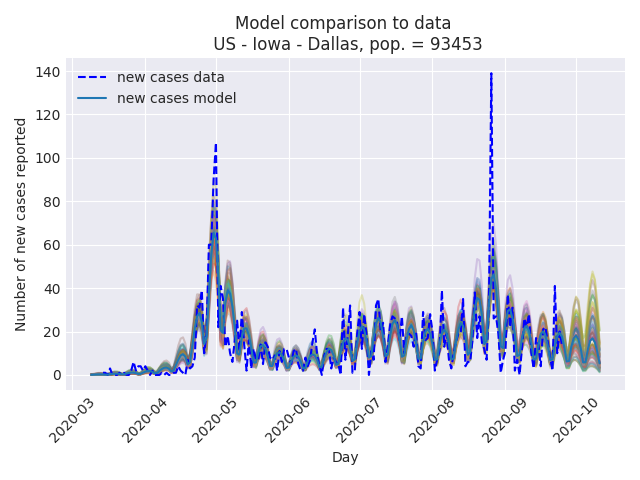 Model comparison to data
US - Iowa - Dallas, pop. = 93453
new cases data
new cases model
Number of new cases reported
140
120
100
80
60
40
20
0
2020-03
2020-04
2020-05
2020-06
2020-07
2020-08
2020-09
2020-10
Day